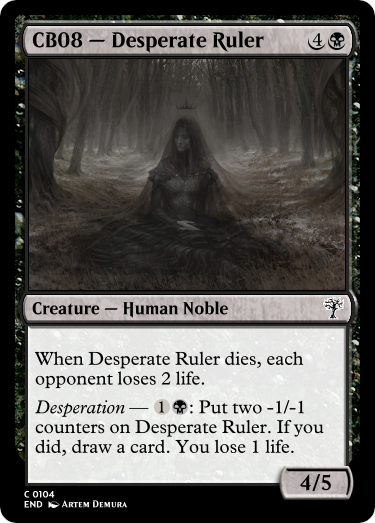 CB08 — Desperate Ruler 4
Creature — Human Noble
When Desperate Ruler dies, each
opponent loses 2 life.
Desperation — 1 : Put two -1/-1
counters on Desperate Ruler. If you
did, draw a card. You lose 1 life.
4/5
C 0104
END Artem Demura